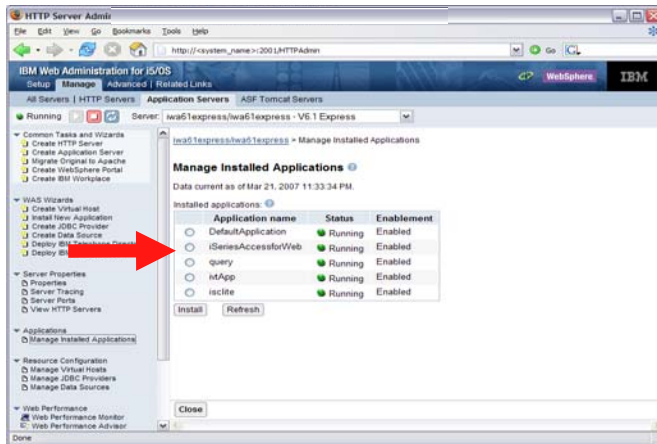 HTTP Server Admin
File Edit View Go Bookmarks Tools Help
http://<system_name>:2001/HTTPAdmin
Go
IBM Web Administration for i5/OS
WebSphere
IBM
Setup Manage Advanced | Related Links
All Servers | HTTP Servers Application Servers ASF Tomcat Servers
Running Server: iwa61express/iwa61express - V6.1 Express
Common Tasks and Wizards
Create HTTP Server
Create Application Server
Migrate Original to Apache
Create WebSphere Portal
Create IBM Workplace
WAS Wizards
Create Virtual Host
Install New Application
Create JDBC Provider
Create Data Source
Deploy IBM Telephone Direct
Deploy IBM
Server Properties
Properties
Server Tracing
Server Ports
View HTTP Servers
Applications
Manage Installed Applications
Resource Configuration
Manage Virtual Hosts
Manage JDBC Providers
Manage Data Sources
Web Performance
Web Performance Monitor
Web Performance Advisor
iwa61express/iwa61express > Manage Installed Applications
Manage Installed Applications
Data current as of Mar 21, 2007 11:33:34 PM.
Installed applications:
Application name Status Enablement
DefaultApplication Running Enabled
iSeriesAccessforWeb Running Enabled
query Running Enabled
ivtApp Running Enabled
isclite Running Enabled
Install Refresh
Close
Done